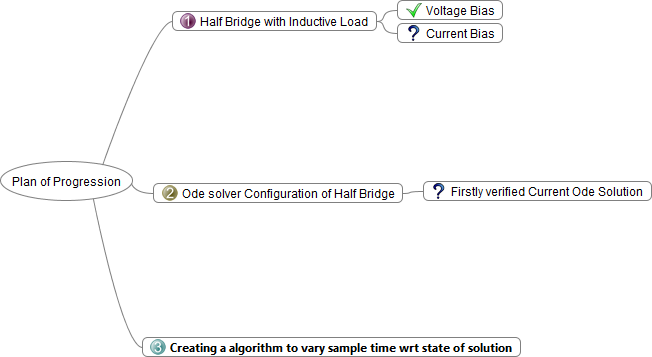 1 Half Bridge with Inductive Load
Voltage Bias
? Current Bias
Plan of Progression
2 Ode solver Configuration of Half Bridge
? Firstly verified Current Ode Solution
3 Creating a algorithm to vary sample time wrt state of solution